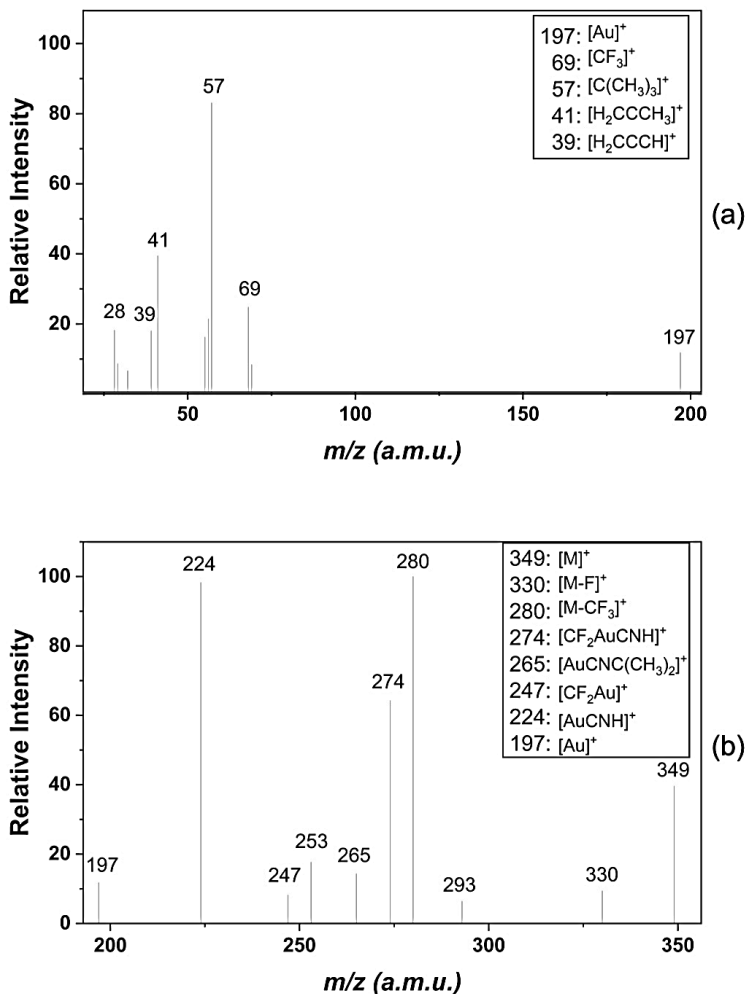 100
80
60
40
20
50
100
150
200
Relative Intensity
m/z (a.m.u.)
28
39
41
57
69
197
197: [Au]⁺
69: [CF₃]⁺
57: [C(CH₃)₃]⁺
41: [H₂CCCH₃]⁺
39: [H₂CCCH]⁺
(a)
100
80
60
40
20
0
200
250
300
350
Relative Intensity
m/z (a.m.u.)
197
224
247
253
265
274
280
293
330
349
349: [M]⁺
330: [M-F]⁺
280: [M-CF₃]⁺
274: [CF₂AuCNH]⁺
265: [AuCNC(CH₃)₂]⁺
247: [CF₂Au]⁺
224: [AuCNH]⁺
197: [Au]⁺
(b)